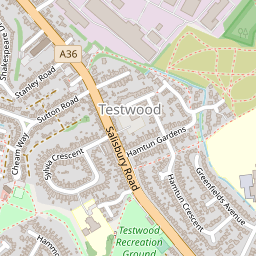 Shakespeare
A36
Stanley Road
Sutton Road
Testwood
Cheam Way
Salisbury Road
Hamtun Gardens
Sylvia Crescent
Hamtun Crescent
Greenfields Avenue
Testwood
Recreation
Ground